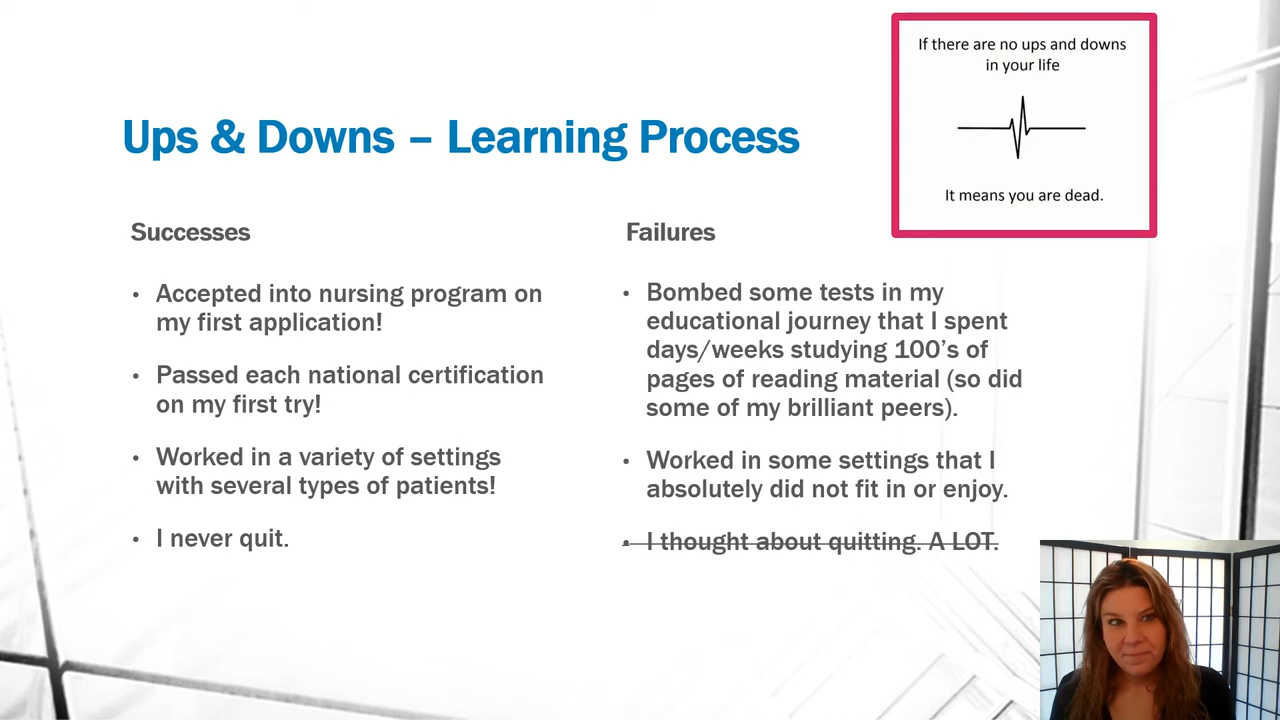 If there are no ups and downs
in your life
It means you are dead.
Ups & Downs – Learning Process
Successes
• Accepted into nursing program on
my first application!
• Passed each national certification
on my first try!
• Worked in a variety of settings
with several types of patients!
• I never quit.
Failures
• Bombed some tests in my
educational journey that I spent
days/weeks studying 100’s of
pages of reading material (so did
some of my brilliant peers).
• Worked in some settings that I
absolutely did not fit in or enjoy.
• I thought about quitting. A LOT.